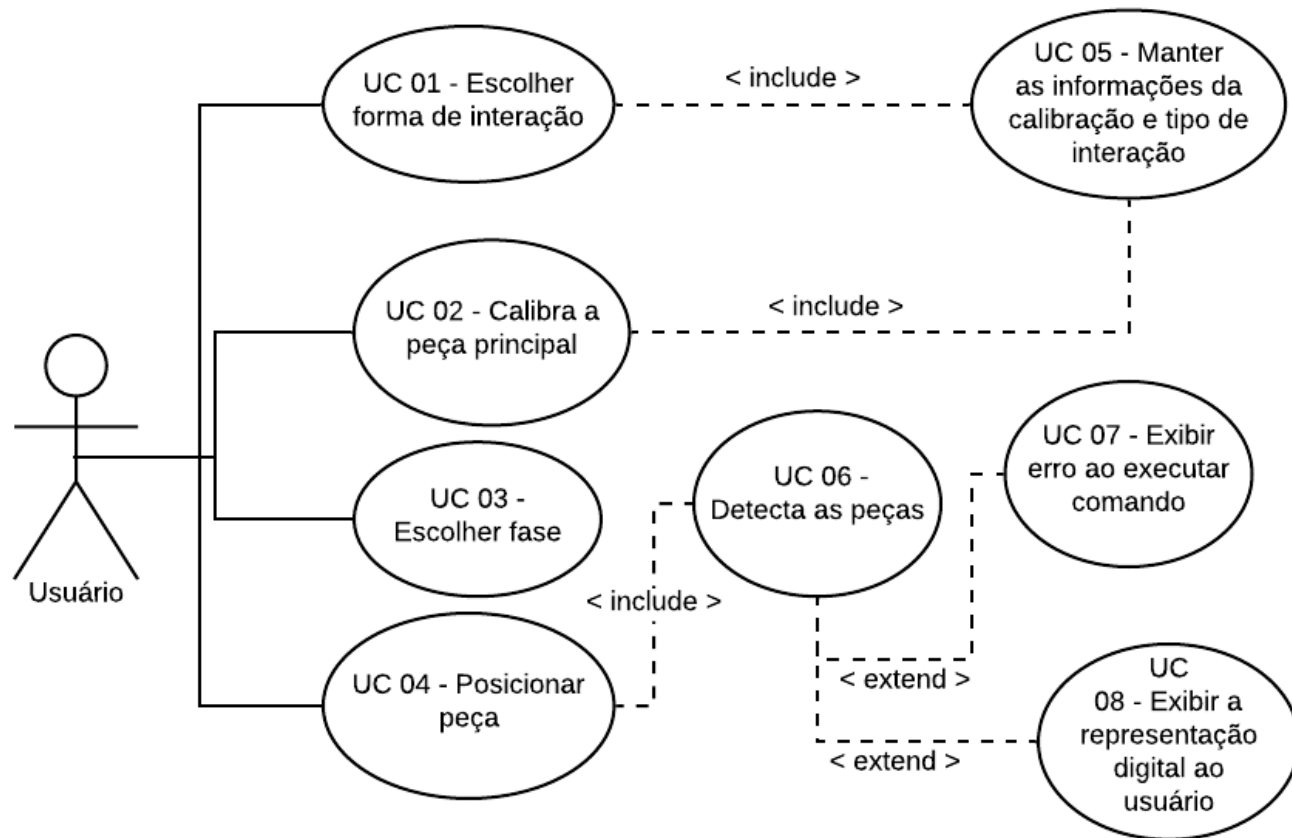 UC 01 - Escolher
forma de interação
< include >
UC 05 - Manter
as informações da
calibração e tipo de
interação
UC 02 - Calibra a
peça principal
< include >
UC 03 -
Escolher fase
UC 06 -
Detecta as peças
UC 07 - Exibir
erro ao executar
comando
Usuário
< include >
UC 04 - Posicionar
peça
< extend >
< extend >
UC
08 - Exibir a
representação
digital ao
usuário